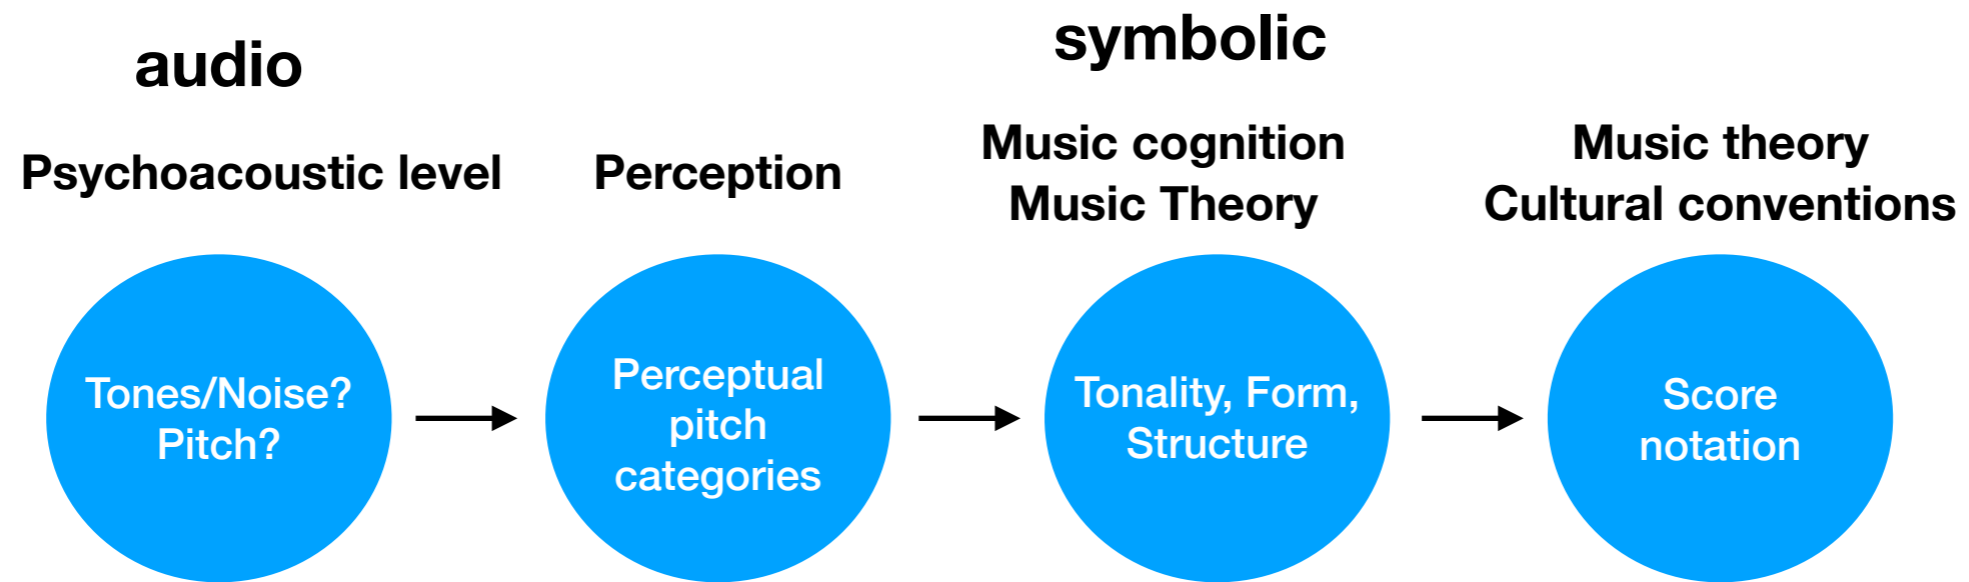 audio
symbolic
Psychoacoustic level
Perception
Music cognition
Music Theory
Music theory
Cultural conventions
Tones/Noise?
Pitch?
Perceptual
pitch
categories
Tonality, Form,
Structure
Score
notation